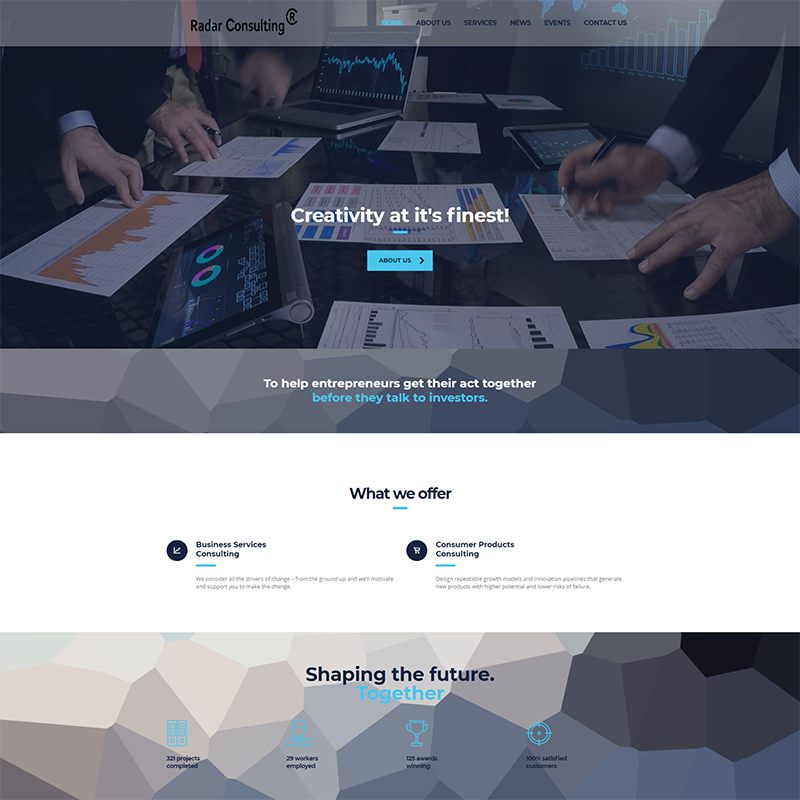 Radar Consulting R
HOME ABOUT US SERVICES NEWS EVENTS CONTACT US
Creativity at it's finest!
ABOUT US
To help entrepreneurs get their act together
before they talk to investors.
What we offer
Business Services
Consulting
We consider all the drivers of change – from the ground up and we'll motivate
and support you to make the change.
Consumer Products
Consulting
Design repeatable growth models and innovation pipelines that generate
new products with higher potential and lower risks of failure.
Shaping the future.
Together
321 projects
completed
29 workers
employed
125 awards
winning
100% satisfied
customers